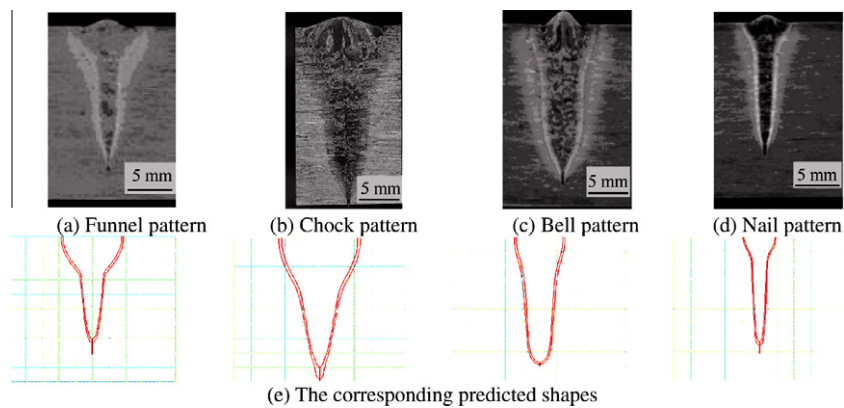 5 mm
5 mm
5 mm
5 mm
(a) Funnel pattern
(b) Chock pattern
(c) Bell pattern
(d) Nail pattern
(e) The corresponding predicted shapes